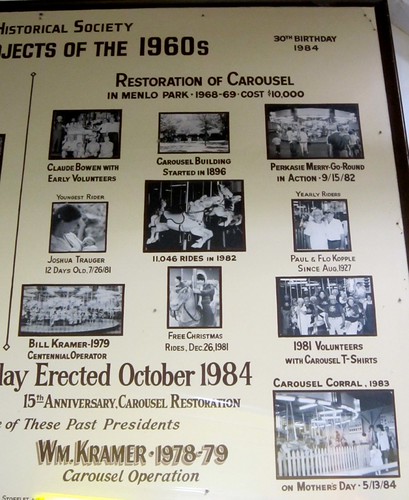 Historical Society
jects of the 1960s
30th Birthday
1984
Restoration of Carousel
in Menlo Park · 1968-69 · Cost $10,000
Claude Bowen with
Early Volunteers
Carousel Building
Started in 1896
Perkasie Merry-Go-Round
in Action · 9/15/82
Youngest Rider
Joshua Trauger
12 Days Old, 7/26/81
11,046 Rides in 1982
Yearly Riders
Paul & Flo Kopple
Since Aug. 1927
Bill Kramer-1979
Centennial Operator
Free Christmas
Rides, Dec 26, 1981
1981 Volunteers
with Carousel T-Shirts
lay Erected October 1984
15th Anniversary, Carousel Restoration
e of These Past Presidents
Wm. Kramer · 1978-79
Carousel Operation
Carousel Corral, 1983
on Mother's Day · 5/13/84